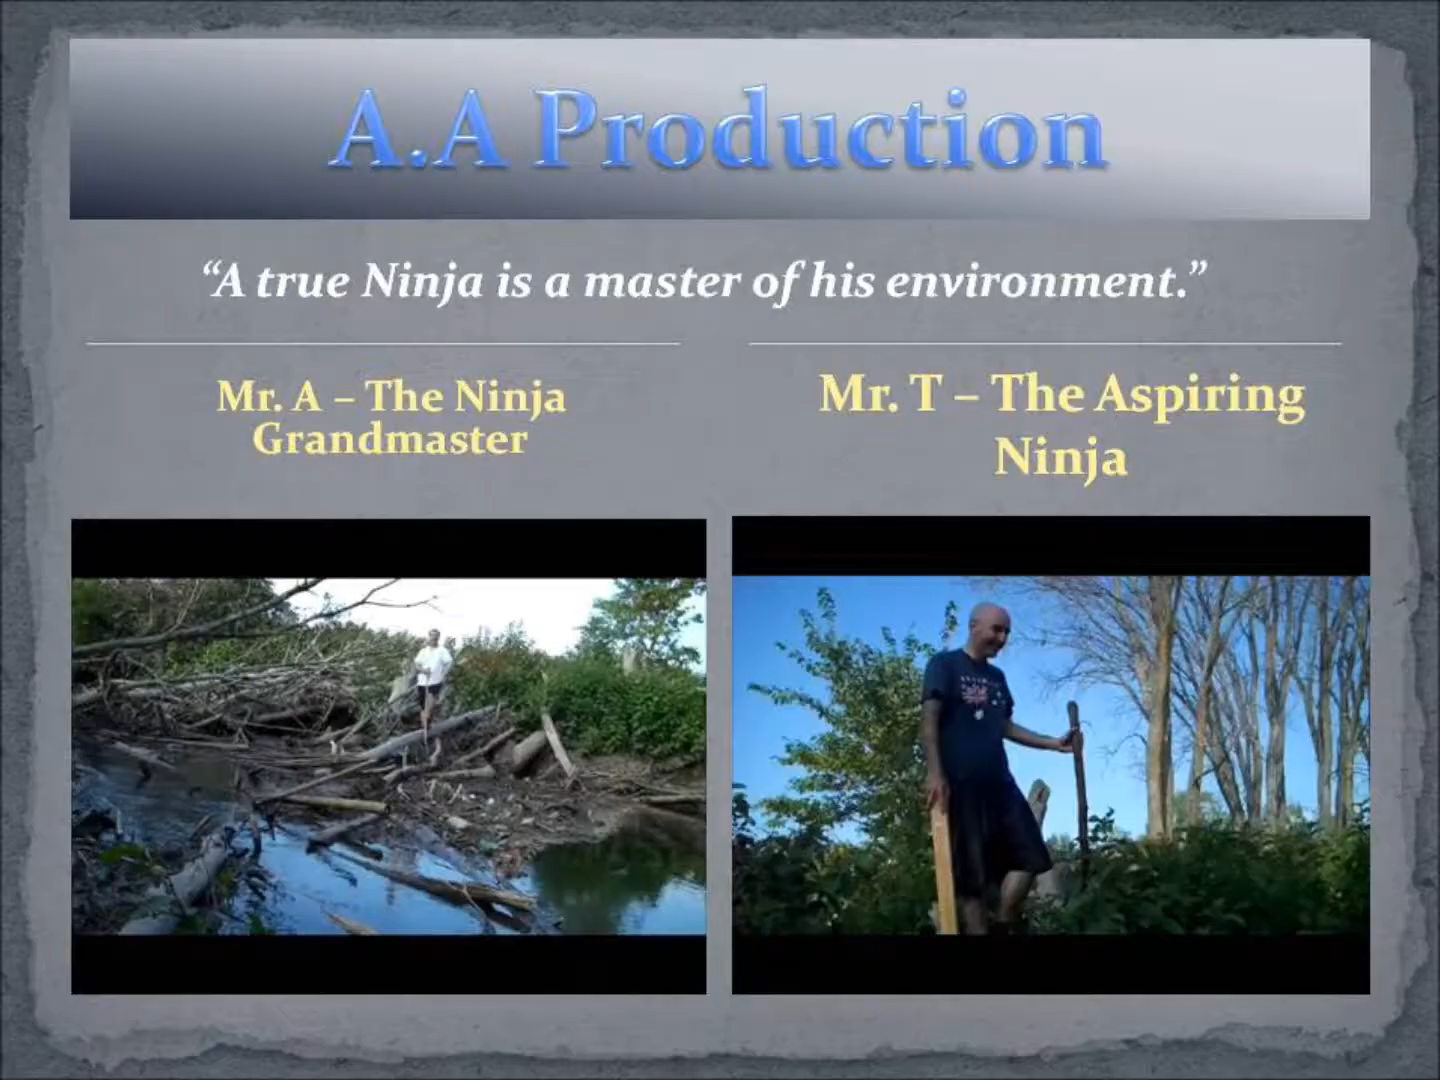 A.A Production
“A true Ninja is a master of his environment.”
Mr. A – The Ninja
Grandmaster
Mr. T – The Aspiring
Ninja